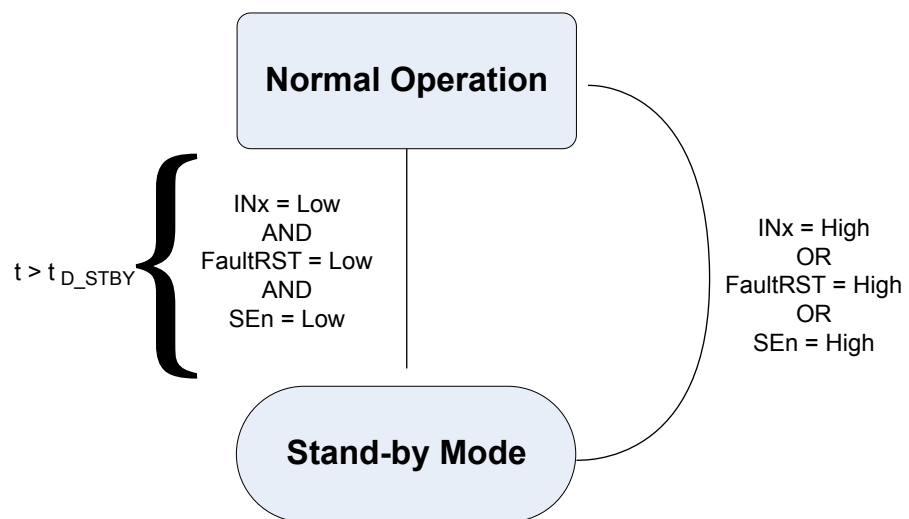 Normal Operation
t > t D_STBY
INx = Low
AND
FaultRST = Low
AND
SEn = Low
INx = High
OR
FaultRST = High
OR
SEn = High
Stand-by Mode